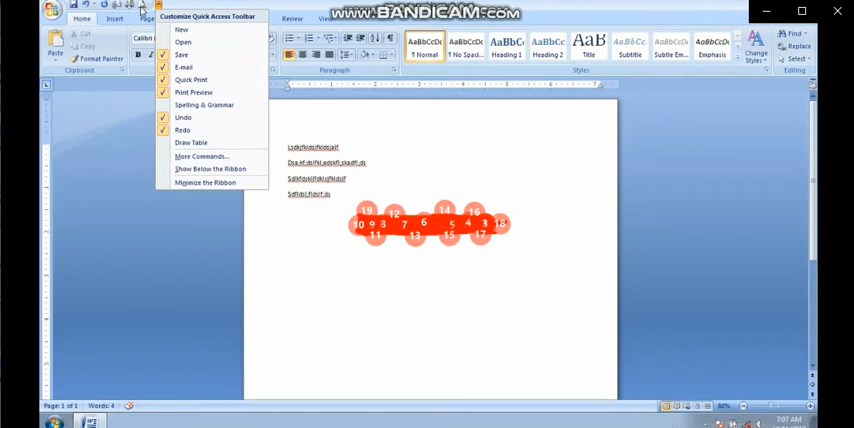 www.BANDICAM.com
Customize Quick Access Toolbar
New
Open
Save
E-mail
Quick Print
Print Preview
Spelling & Grammar
Undo
Redo
Draw Table
More Commands...
Show Below the Ribbon
Minimize the Ribbon
Home
Insert
Page
Review
View
Cut
Copy
Format Painter
Clipboard
Paste
Calibri
B
I
Paragraph
AaBbCcDc
¶ Normal
AaBbCcDc
¶ No Spaci...
AaBbCc
Heading 1
AaBbCc
Heading 2
AaB
Title
AaBbCc.
Subtitle
AaBbCcDc
Subtle Em...
AaBbCcDc
Emphasis
Change
Styles
Styles
Find
Replace
Select
Editing
19 12 14 16
10 9 8 7 6 5 4 3 18
11 13 15 17
Page: 1 of 1
Words: 4
80%
7:07 AM